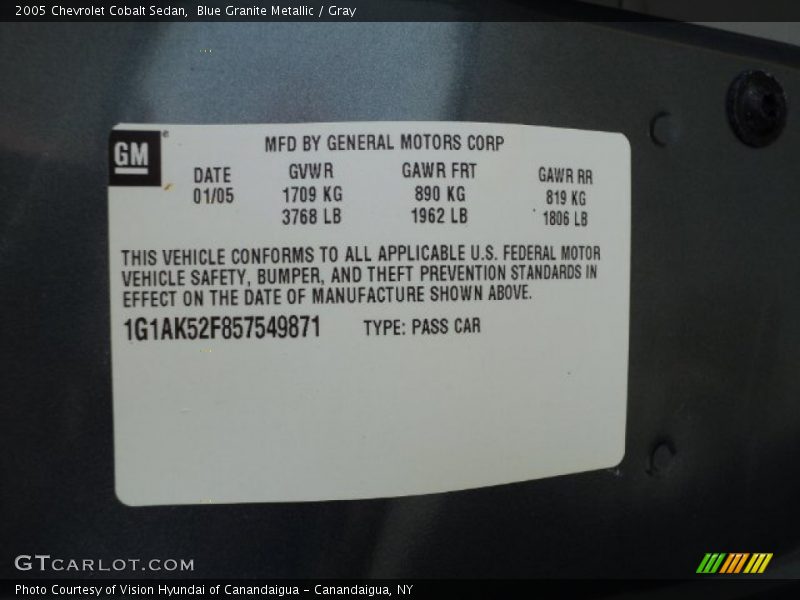 2005 Chevrolet Cobalt Sedan,  Blue Granite Metallic / Gray
GM
MFD BY GENERAL MOTORS CORP
DATE GVWR GAWR FRT GAWR RR
01/05 1709 KG 890 KG 819 KG
3768 LB 1962 LB 1806 LB
THIS VEHICLE CONFORMS TO ALL APPLICABLE U.S. FEDERAL MOTOR
VEHICLE SAFETY, BUMPER, AND THEFT PREVENTION STANDARDS IN
EFFECT ON THE DATE OF MANUFACTURE SHOWN ABOVE.
1G1AK52F857549871 TYPE: PASS CAR
GTCARLOT.COM
Photo Courtesy of Vision Hyundai of Canandaigua - Canandaigua, NY